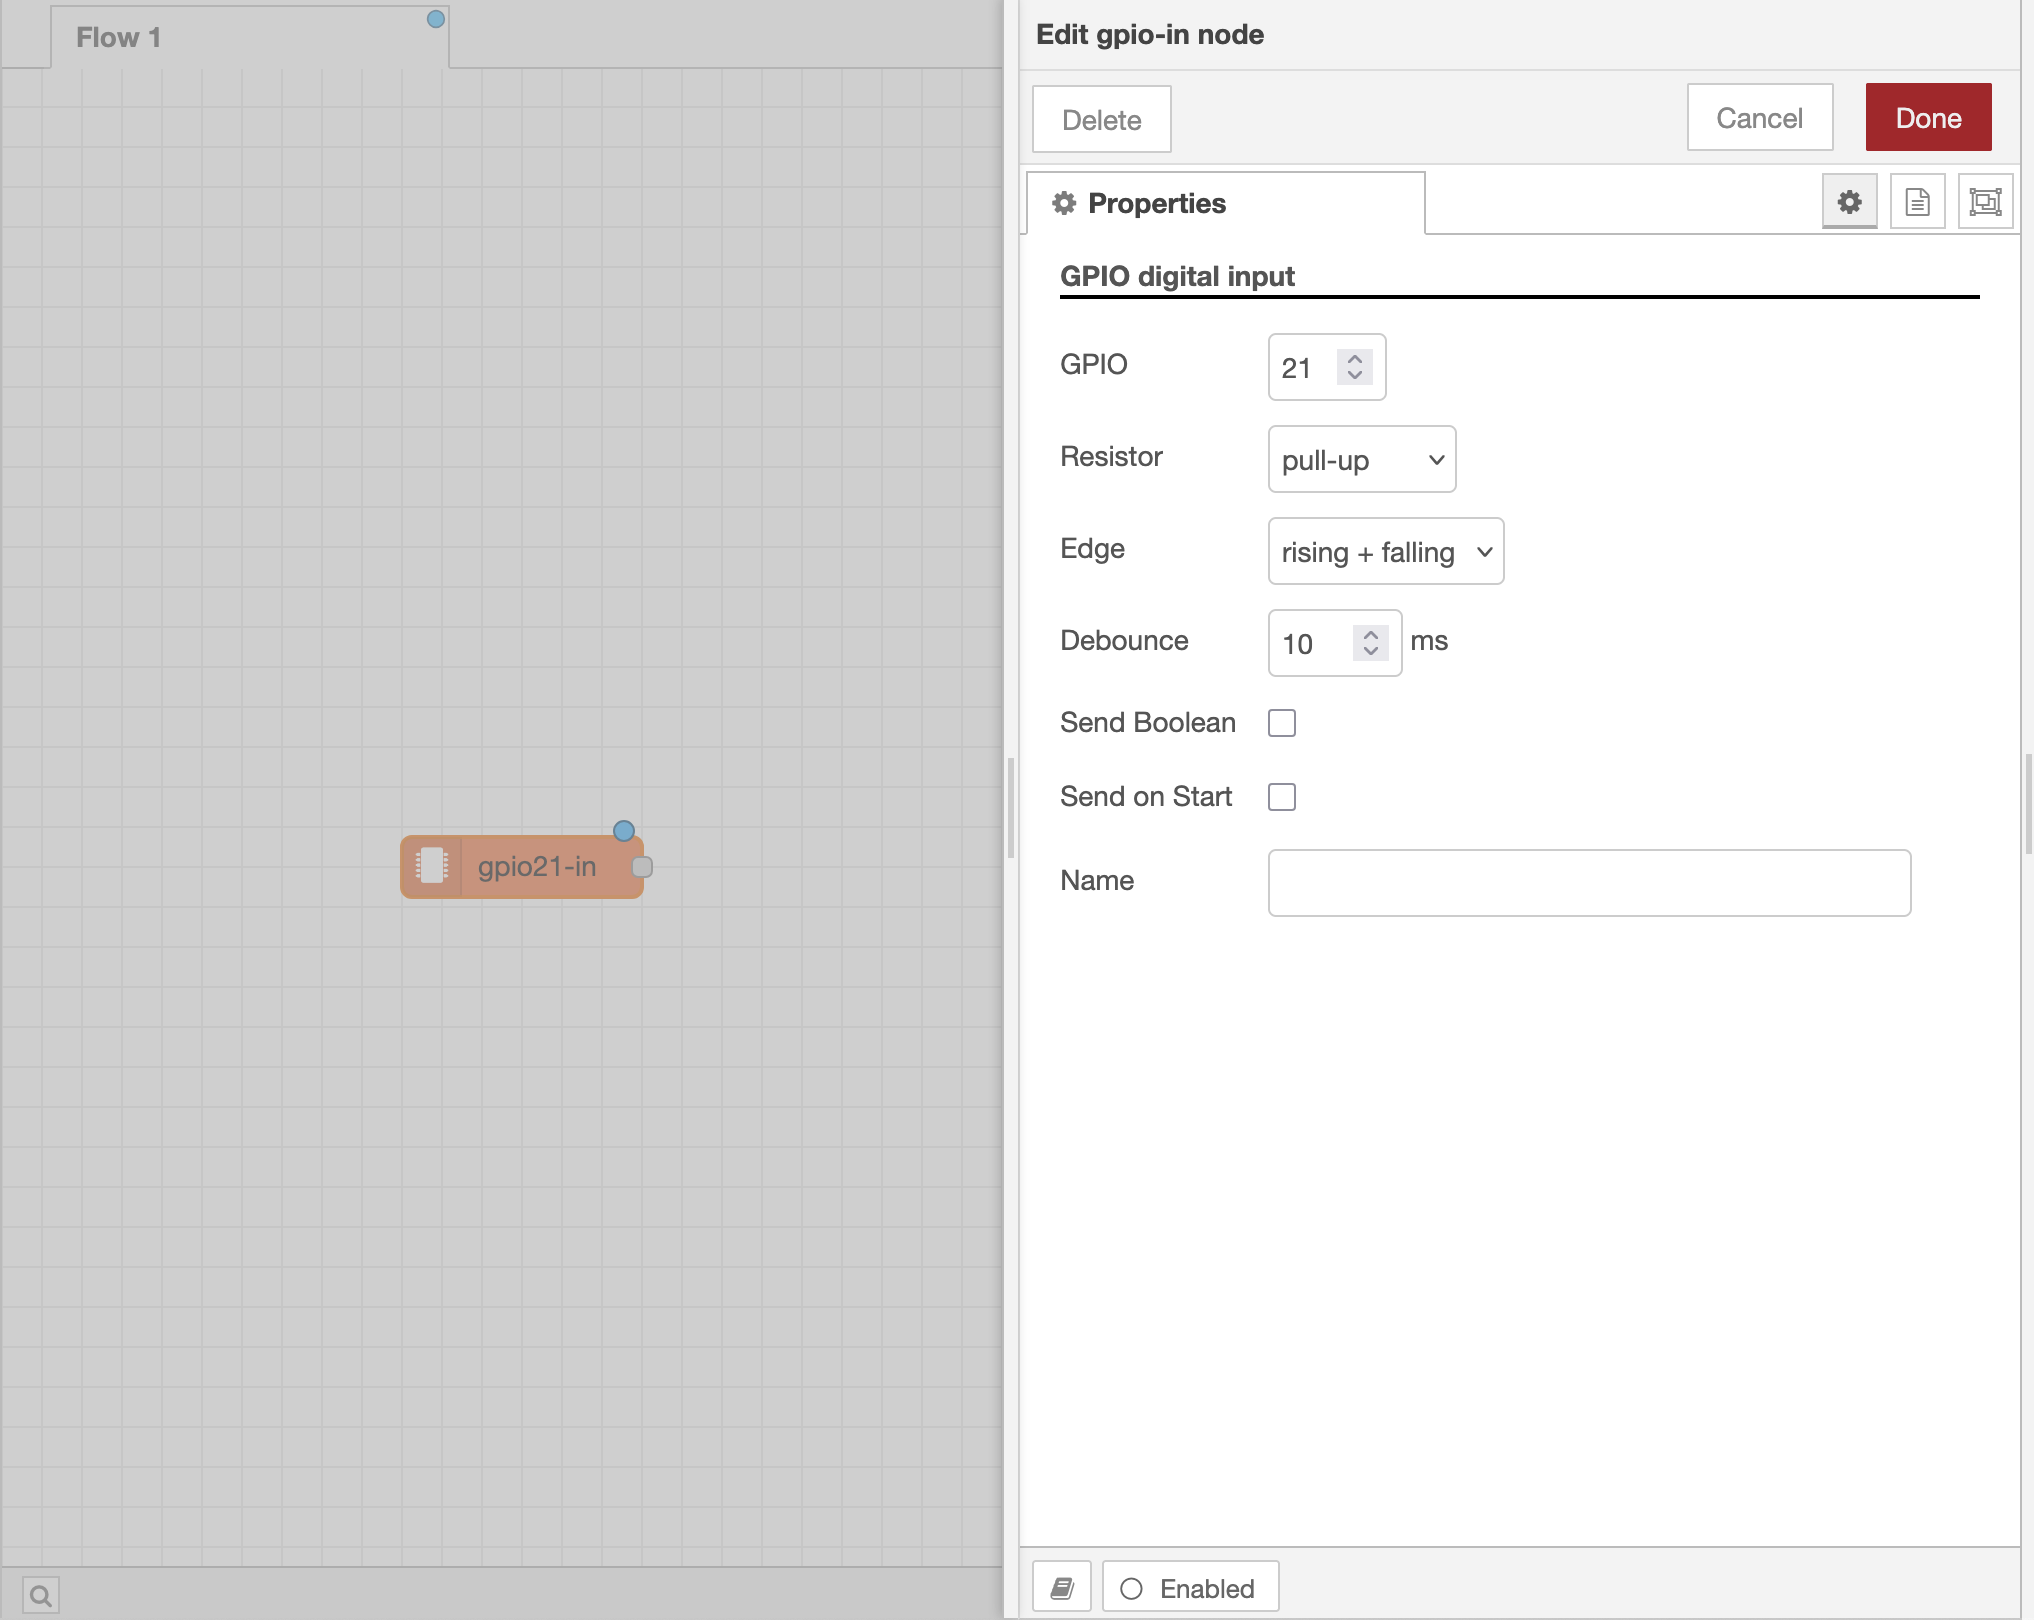 Flow 1
gpio21-in
Edit gpio-in node
Delete
Cancel
Done
Properties
GPIO digital input
GPIO 21
Resistor pull-up
Edge rising + falling
Debounce 10 ms
Send Boolean
Send on Start
Name
Enabled